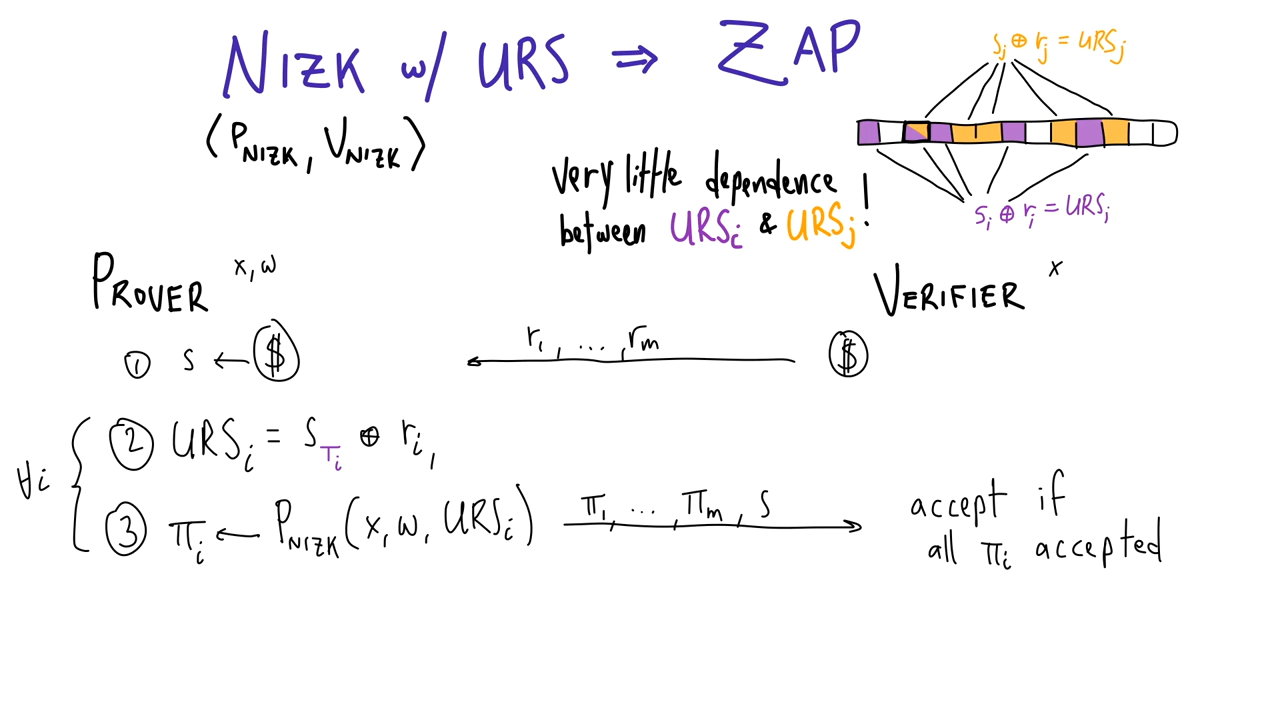 NIZK w/ URS ⇒ ZAP
⟨P_NIZK, V_NIZK⟩
s_j ⊕ r_j = URS_j
very little dependence
between URS_i & URS_j!
s_i ⊕ r_i = URS_i
PROVER x, w
VERIFIER x
① s ← $
r_1, ..., r_m
$
∀i
② URS_i = s_{T_i} ⊕ r_i,
③ π_i ← P_NIZK(x, w, URS_i)
π_1, ..., π_m, s
accept if
all π_i accepted